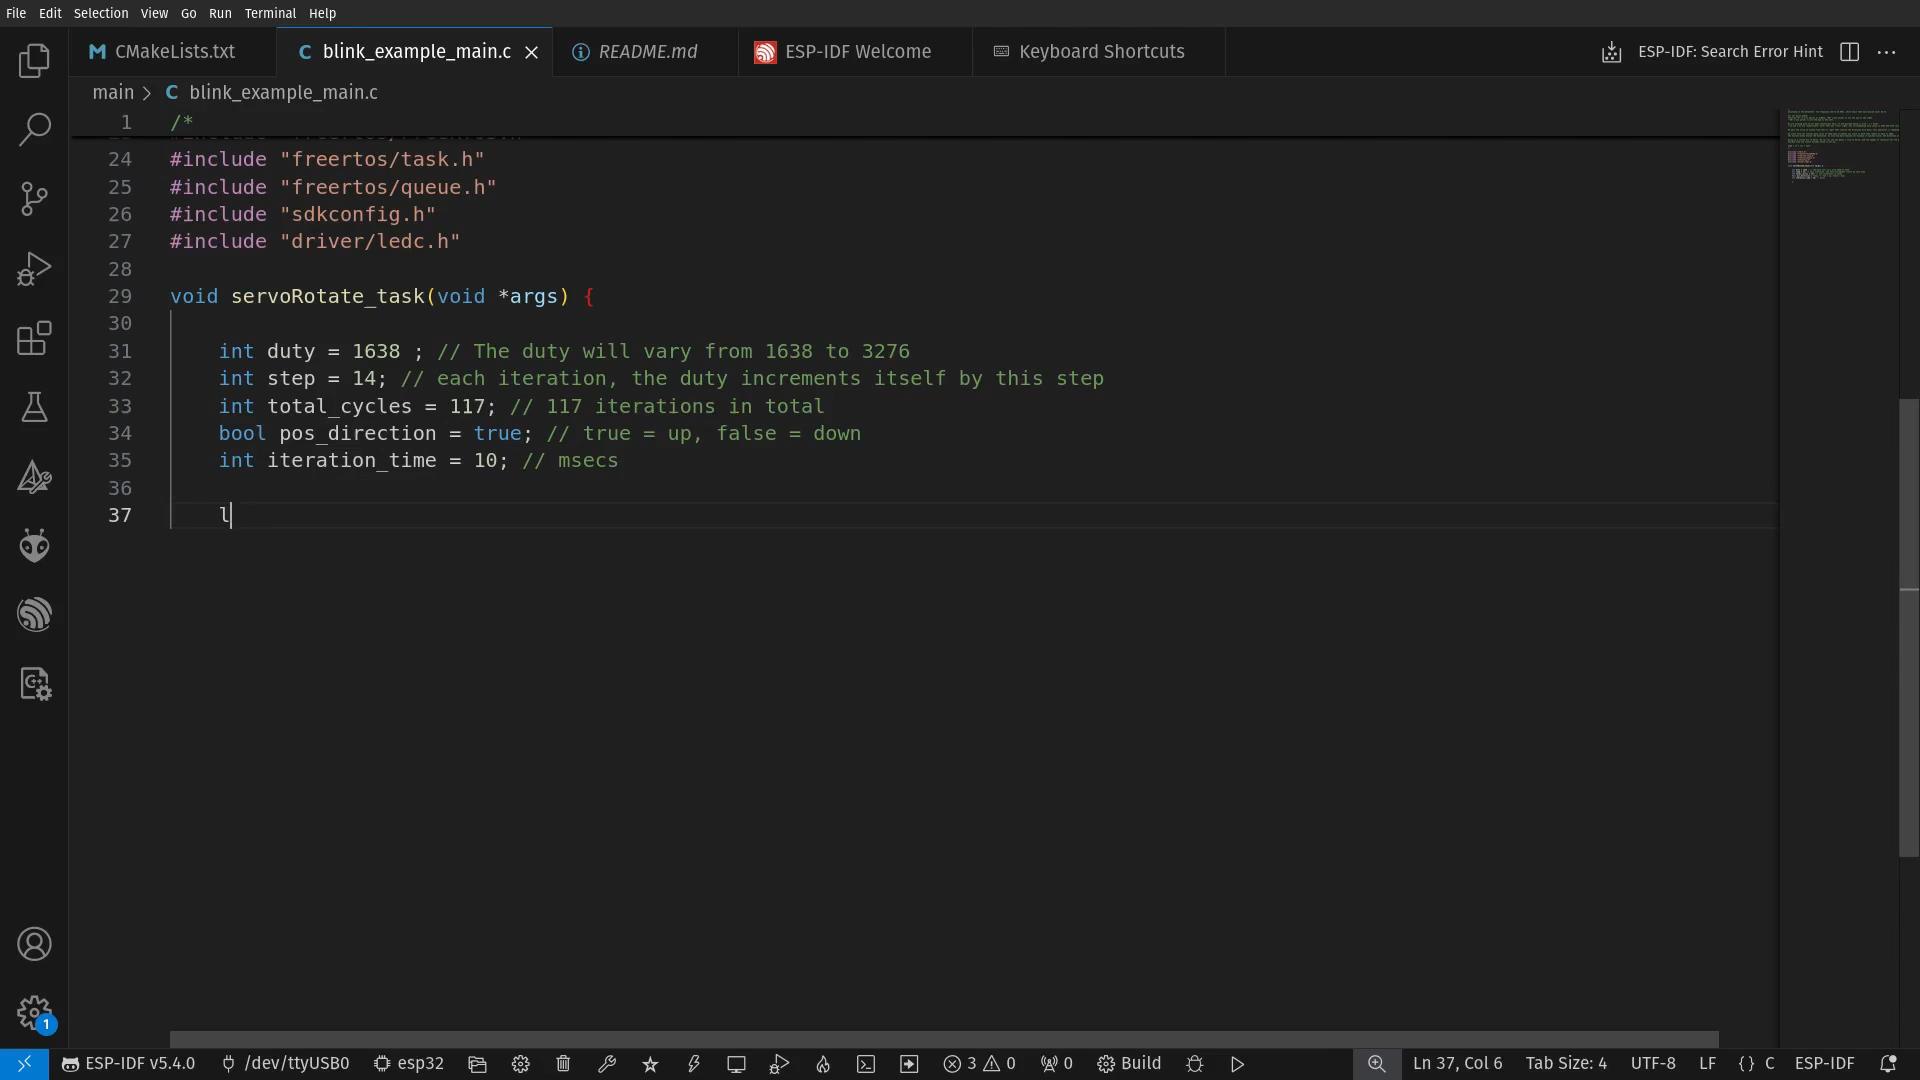 File Edit Selection View Go Run Terminal Help
CMakeLists.txt blink_example_main.c README.md ESP-IDF Welcome Keyboard Shortcuts ESP-IDF: Search Error Hint
main > blink_example_main.c
1 /*
24 #include "freertos/task.h"
25 #include "freertos/queue.h"
26 #include "sdkconfig.h"
27 #include "driver/ledc.h"
28
29 void servoRotate_task(void *args) {
30
31 int duty = 1638 ; // The duty will vary from 1638 to 3276
32 int step = 14; // each iteration, the duty increments itself by this step
33 int total_cycles = 117; // 117 iterations in total
34 bool pos_direction = true; // true = up, false = down
35 int iteration_time = 10; // msecs
36
37 l
1
ESP-IDF v5.4.0 /dev/ttyUSB0 esp32 3 0 0 Build Ln 37, Col 6 Tab Size: 4 UTF-8 LF {} C ESP-IDF